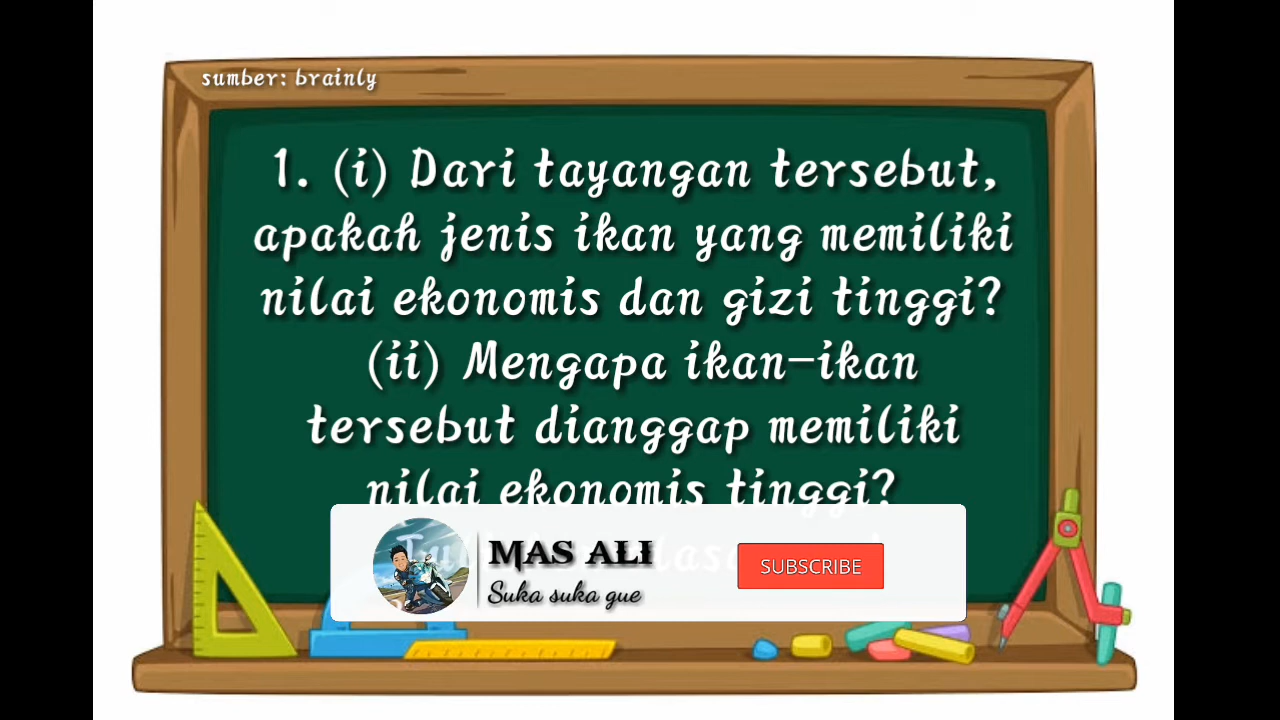 sumber: brainly
1. (i) Dari tayangan tersebut,
apakah jenis ikan yang memiliki
nilai ekonomis dan gizi tinggi?
(ii) Mengapa ikan-ikan
tersebut dianggap memiliki
nilai ekonomis tinggi?
MAS ALI
SUBSCRIBE
Suka suka gue